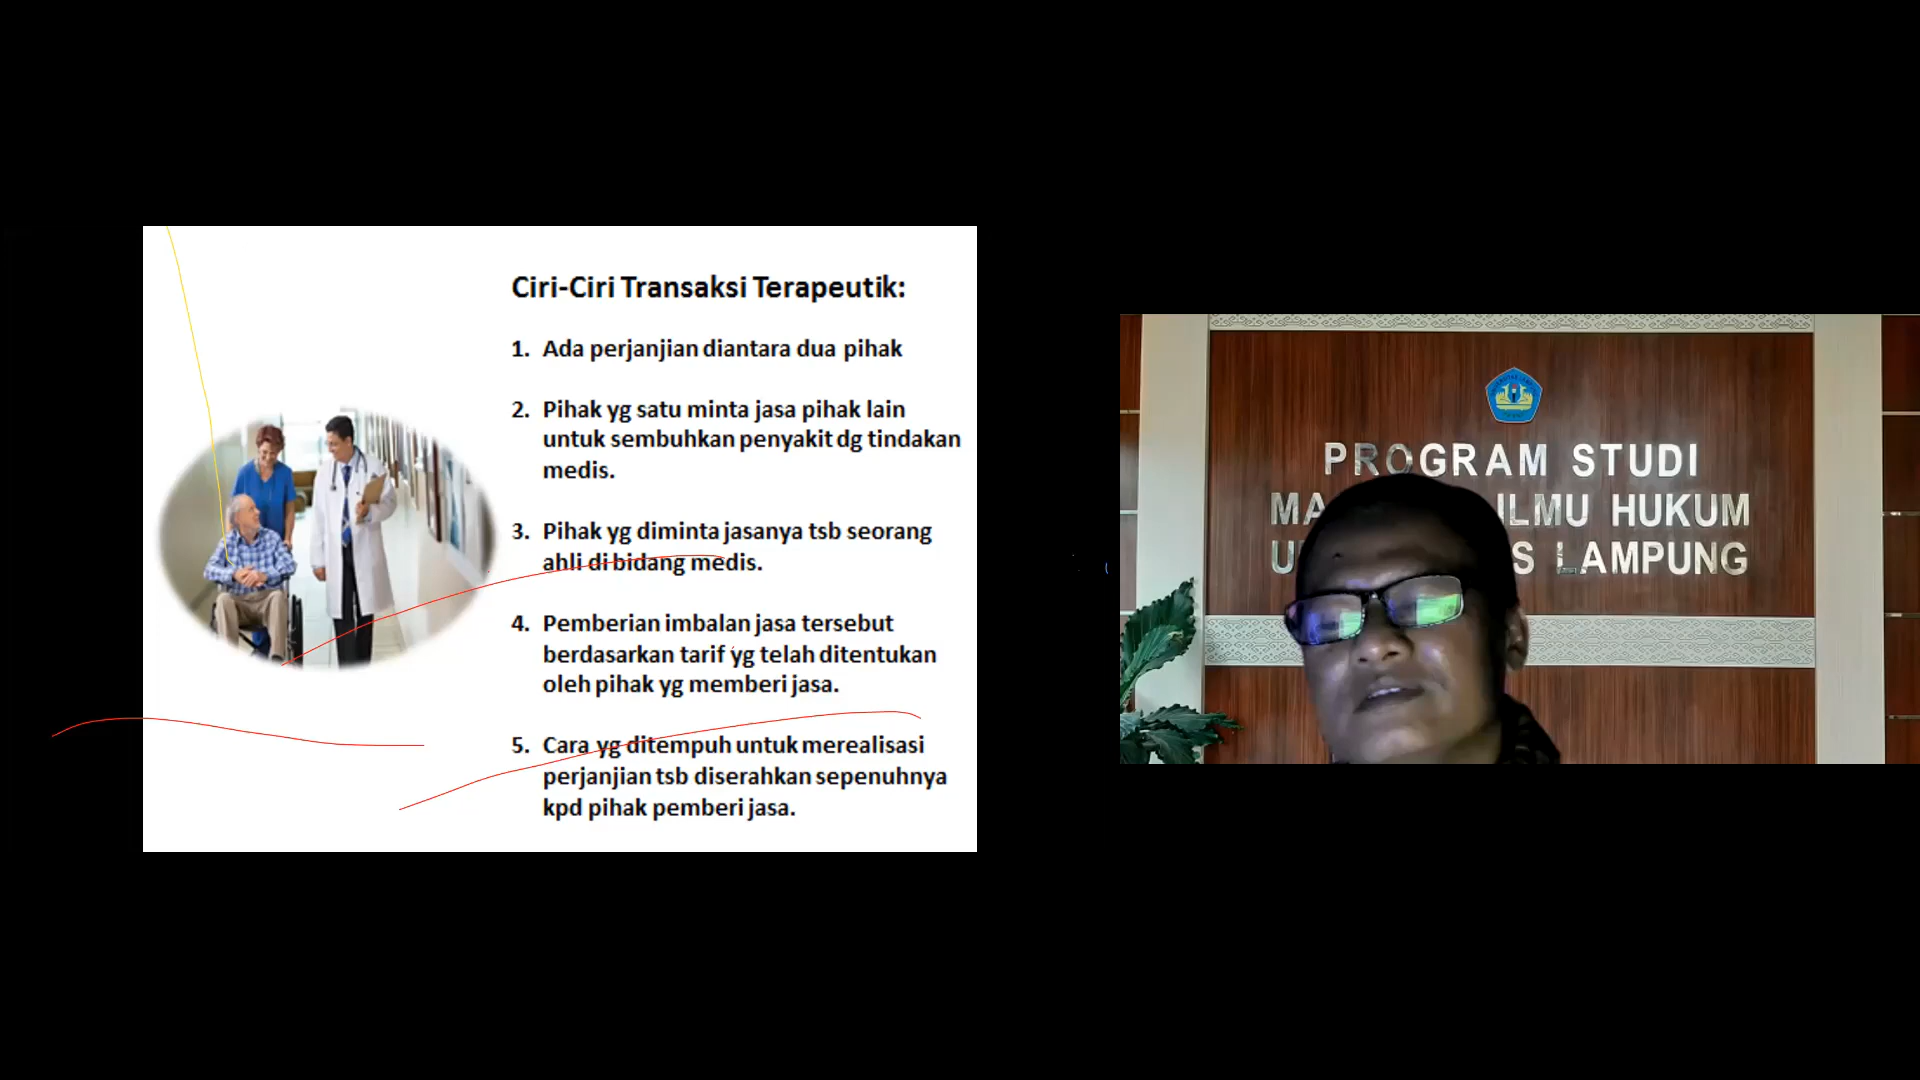 Ciri-Ciri Transaksi Terapeutik:
1. Ada perjanjian diantara dua pihak
2. Pihak yg satu minta jasa pihak lain
untuk sembuhkan penyakit dg tindakan
medis.
3. Pihak yg diminta jasanya tsb seorang
ahli di bidang medis.
4. Pemberian imbalan jasa tersebut
berdasarkan tarif yg telah ditentukan
oleh pihak yg memberi jasa.
5. Cara yg ditempuh untuk merealisasi
perjanjian tsb diserahkan sepenuhnya
kpd pihak pemberi jasa.
PROGRAM STUDI
ILMU HUKUM
LAMPUNG